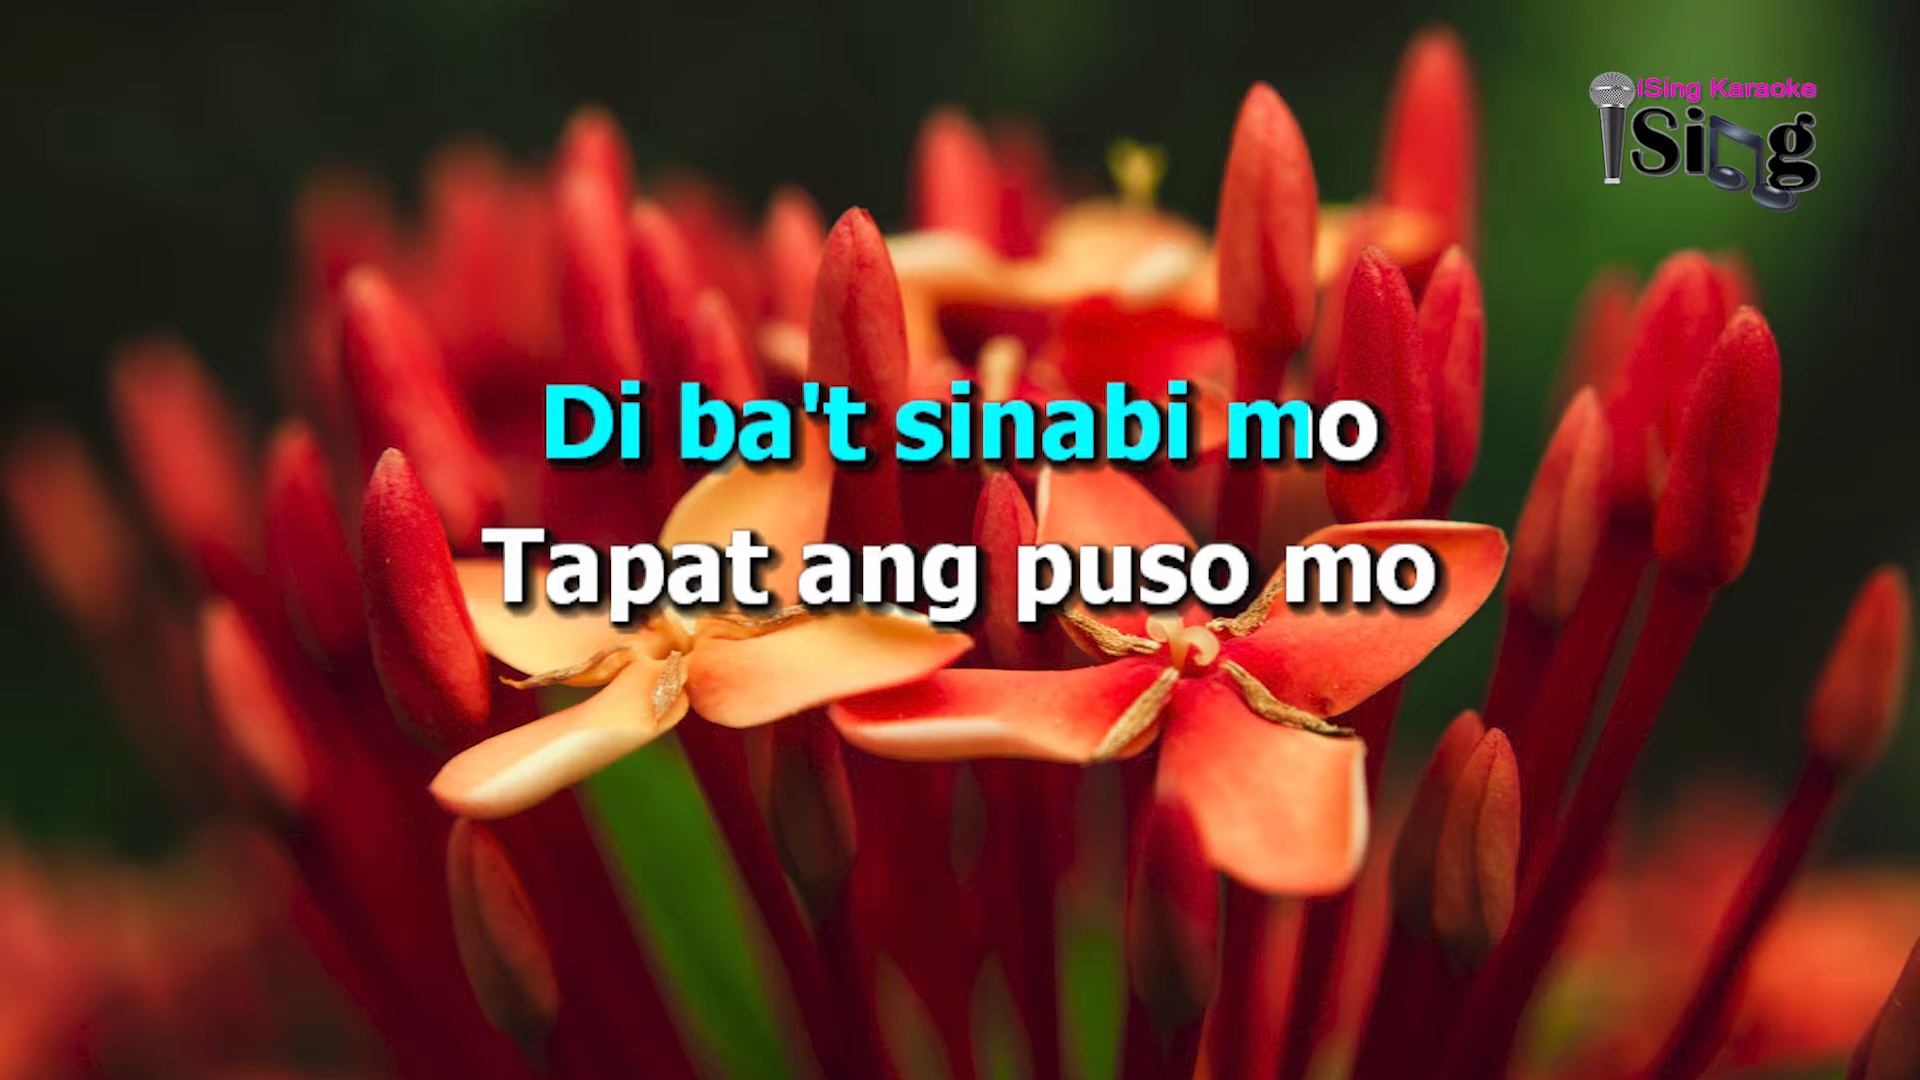 iSing Karaoke
iSing
Di ba't sinabi mo
Tapat ang puso mo